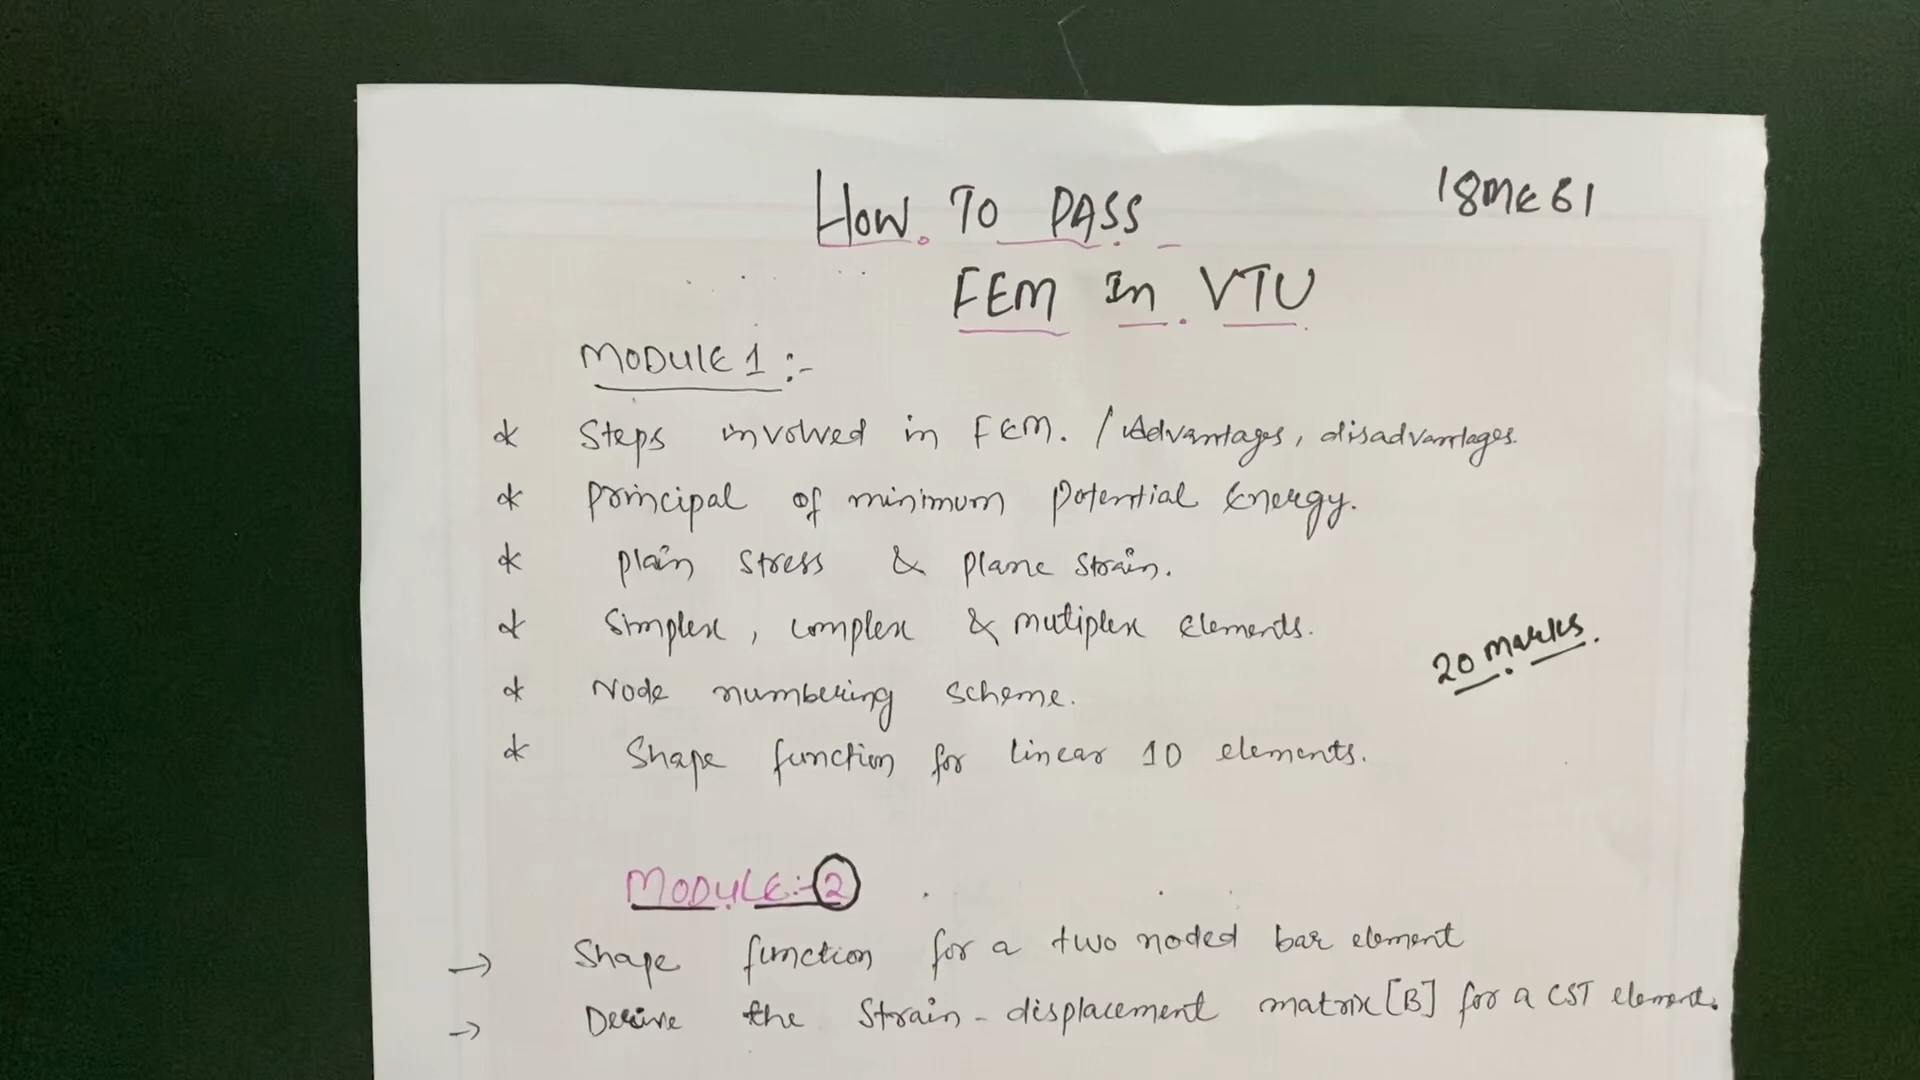 HOW TO PASS
18ME61
FEM In VTU
MODULE 1 :-
* Steps involved in FEM. / Advantages, disadvantages.
* Principal of minimum Potential Energy.
* Plain stress & Plane strain.
* Simplex, complex & mutiplex elements.
20 marks.
* Node numbering scheme.
* Shape function for linear 1D elements.
MODULE:- 2
→ Shape function for a two noded bar element
→ Derive the Strain - displacement matrix [B] for a CST element.